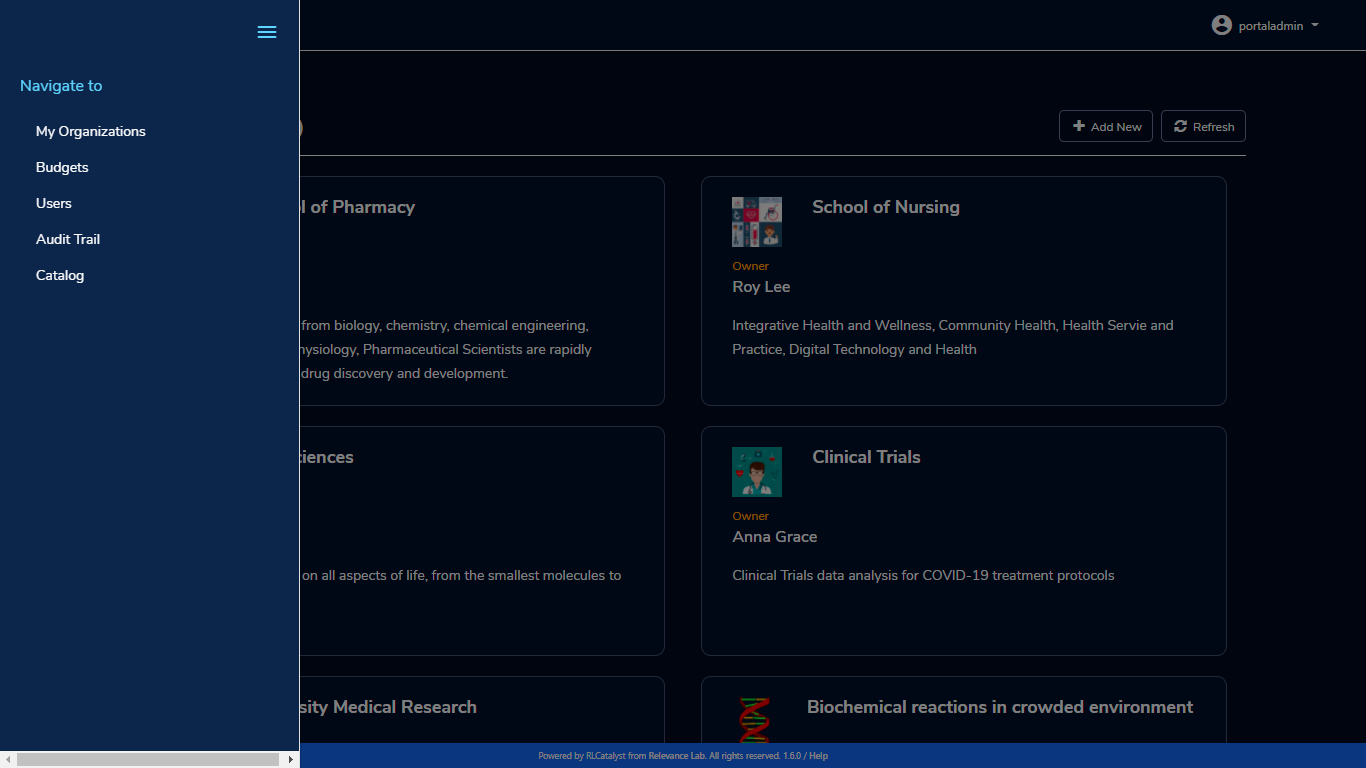 portaladmin
Navigate to
My Organizations
Budgets
Users
Audit Trail
Catalog
Add New
Refresh
of Pharmacy
from biology, chemistry, chemical engineering,
Pharmaceutical Scientists are rapidly
drug discovery and development.
School of Nursing
Owner
Roy Lee
Integrative Health and Wellness, Community Health, Health Servie and
Practice, Digital Technology and Health
on all aspects of life, from the smallest molecules to
Clinical Trials
Owner
Anna Grace
Clinical Trials data analysis for COVID-19 treatment protocols
Medical Research
Biochemical reactions in crowded environment
Powered by RLCatalyst from Relevance Lab. All rights reserved. 1.6.0 / Help